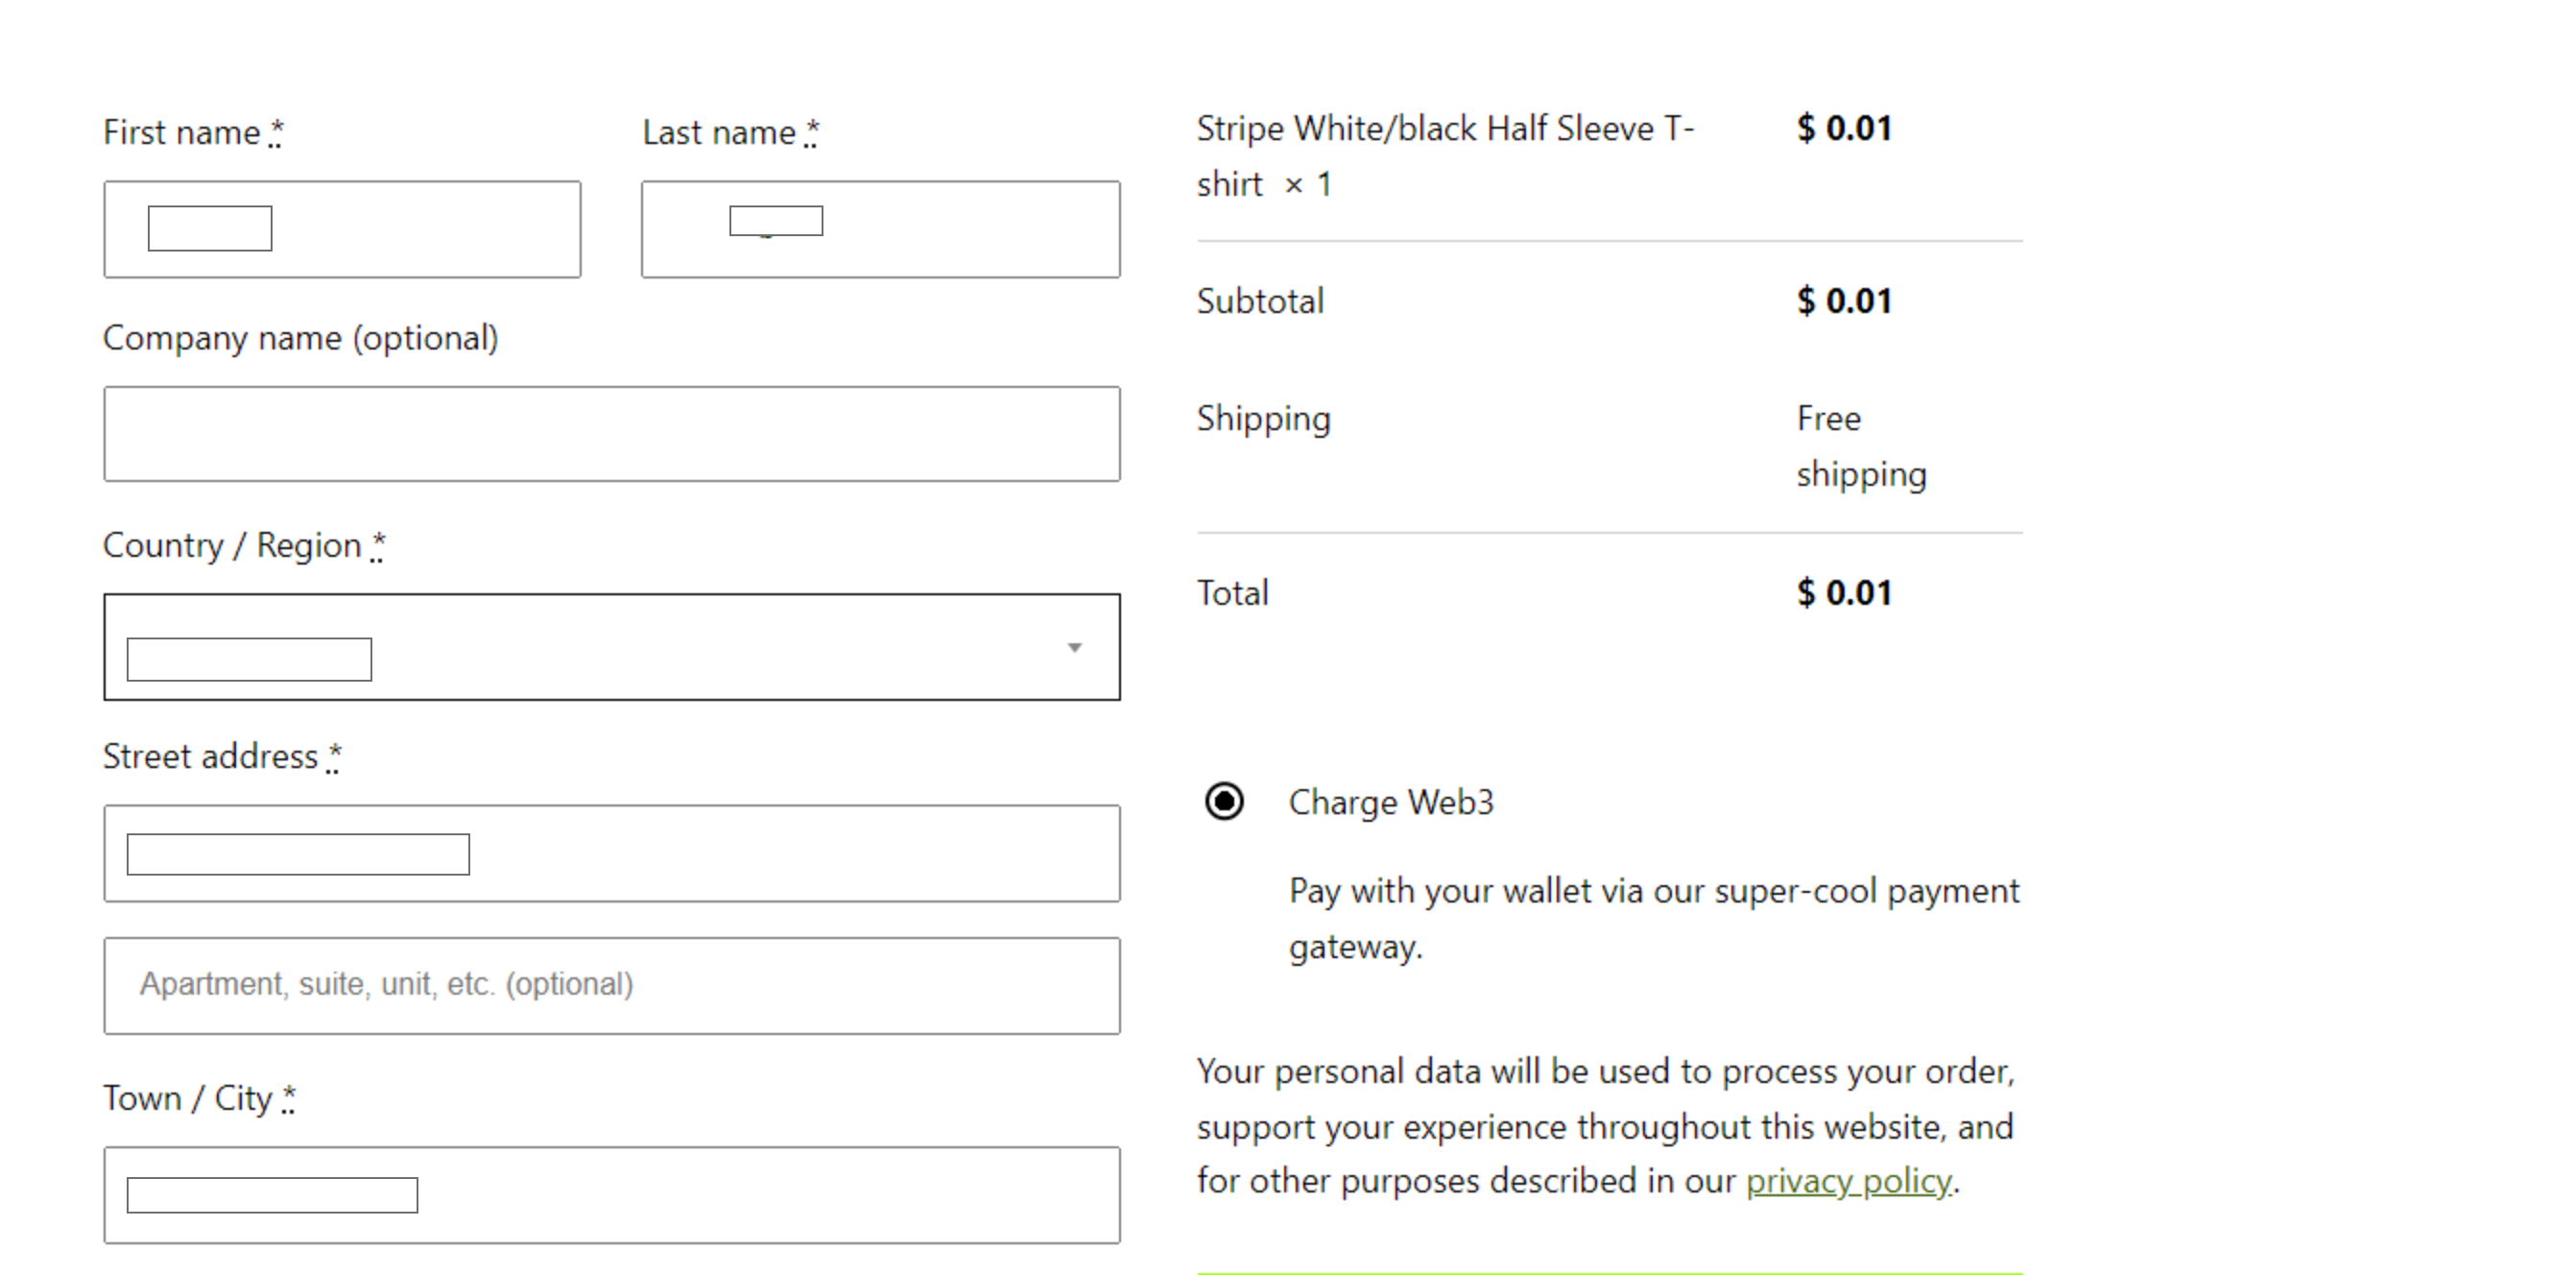 First name *
Last name *
Company name (optional)
Country / Region *
Street address *
Apartment, suite, unit, etc. (optional)
Town / City *
Stripe White/black Half Sleeve T-
shirt × 1
$ 0.01
Subtotal
$ 0.01
Shipping
Free
shipping
Total
$ 0.01
Charge Web3
Pay with your wallet via our super-cool payment
gateway.
Your personal data will be used to process your order,
support your experience throughout this website, and
for other purposes described in our privacy policy.